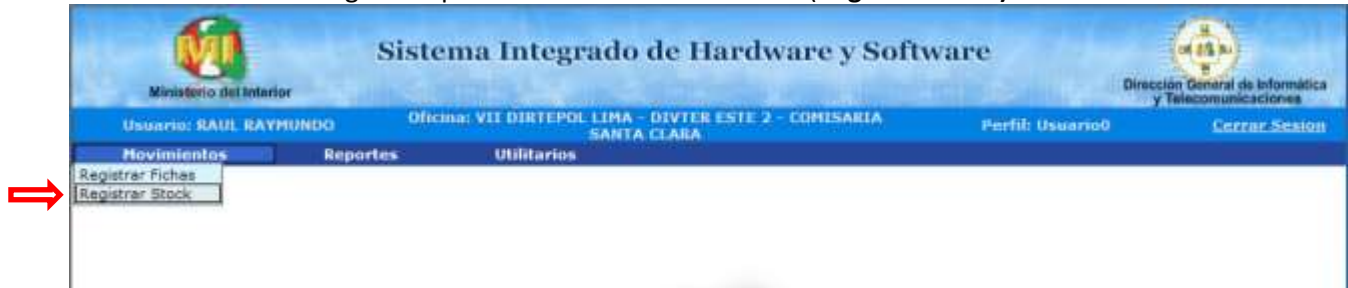 Sistema Integrado de Hardware y Software
Ministerio del Interior
Dirección General de Informática
y Telecomunicaciones
Usuario: RAUL RAYMUNDO
Oficina: VII DIRTEPOL LIMA - DIVTER ESTE 2 - COMISARIA
SANTA CLARA
Perfil: Usuario0
Cerrar Sesion
Movimientos Reportes Utilitarios
Registrar Fichas
Registrar Stock